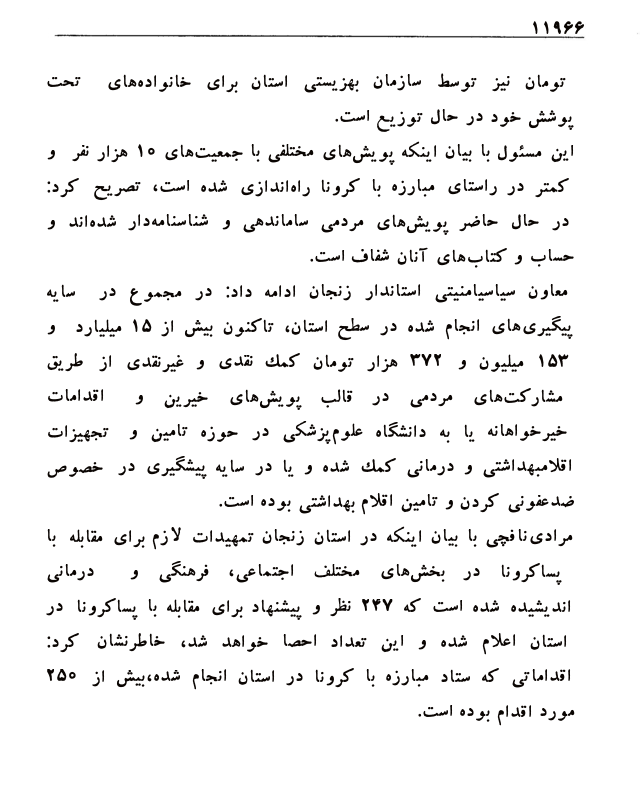 ۱۱۹۶۶
تومان نیز توسط سازمان بهزیستی استان برای خانواده‌های تحت
پوشش خود در حال توزیع است.
این مسئول با بیان اینکه پویش‌های مختلفی با جمعیت‌های ۱۰ هزار نفر و
کمتر در راستای مبارزه با کرونا راه‌اندازی شده است، تصریح کرد:
در حال حاضر پویش‌های مردمی ساماندهی و شناسنامه‌دار شده‌اند و
حساب و کتاب‌های آنان شفاف است.
معاون سیاسیامنیتی استاندار زنجان ادامه داد: در مجموع در سایه
پیگیری‌های انجام شده در سطح استان، تاکنون بیش از ۱۵ میلیارد و
۱۵۳ میلیون و ۳۷۲ هزار تومان کمك نقدی و غیرنقدی از طریق
مشارکت‌های مردمی در قالب پویش‌های خیرین و اقدامات
خیرخواهانه یا به دانشگاه علوم‌پزشکی در حوزه تامین و تجهیزات
اقلامبهداشتی و درمانی کمك شده و یا در سایه پیشگیری در خصوص
ضدعفونی کردن و تامین اقلام بهداشتی بوده است.
مرادی‌نافچی با بیان اینکه در استان زنجان تمهیدات لازم برای مقابله با
پساکرونا در بخش‌های مختلف اجتماعی، فرهنگی و درمانی
اندیشیده شده است که ۲۴۷ نظر و پیشنهاد برای مقابله با پساکرونا در
استان اعلام شده و این تعداد احصا خواهد شد، خاطرنشان کرد:
اقداماتی که ستاد مبارزه با کرونا در استان انجام شده،بیش از ۲۵۰
مورد اقدام بوده است.